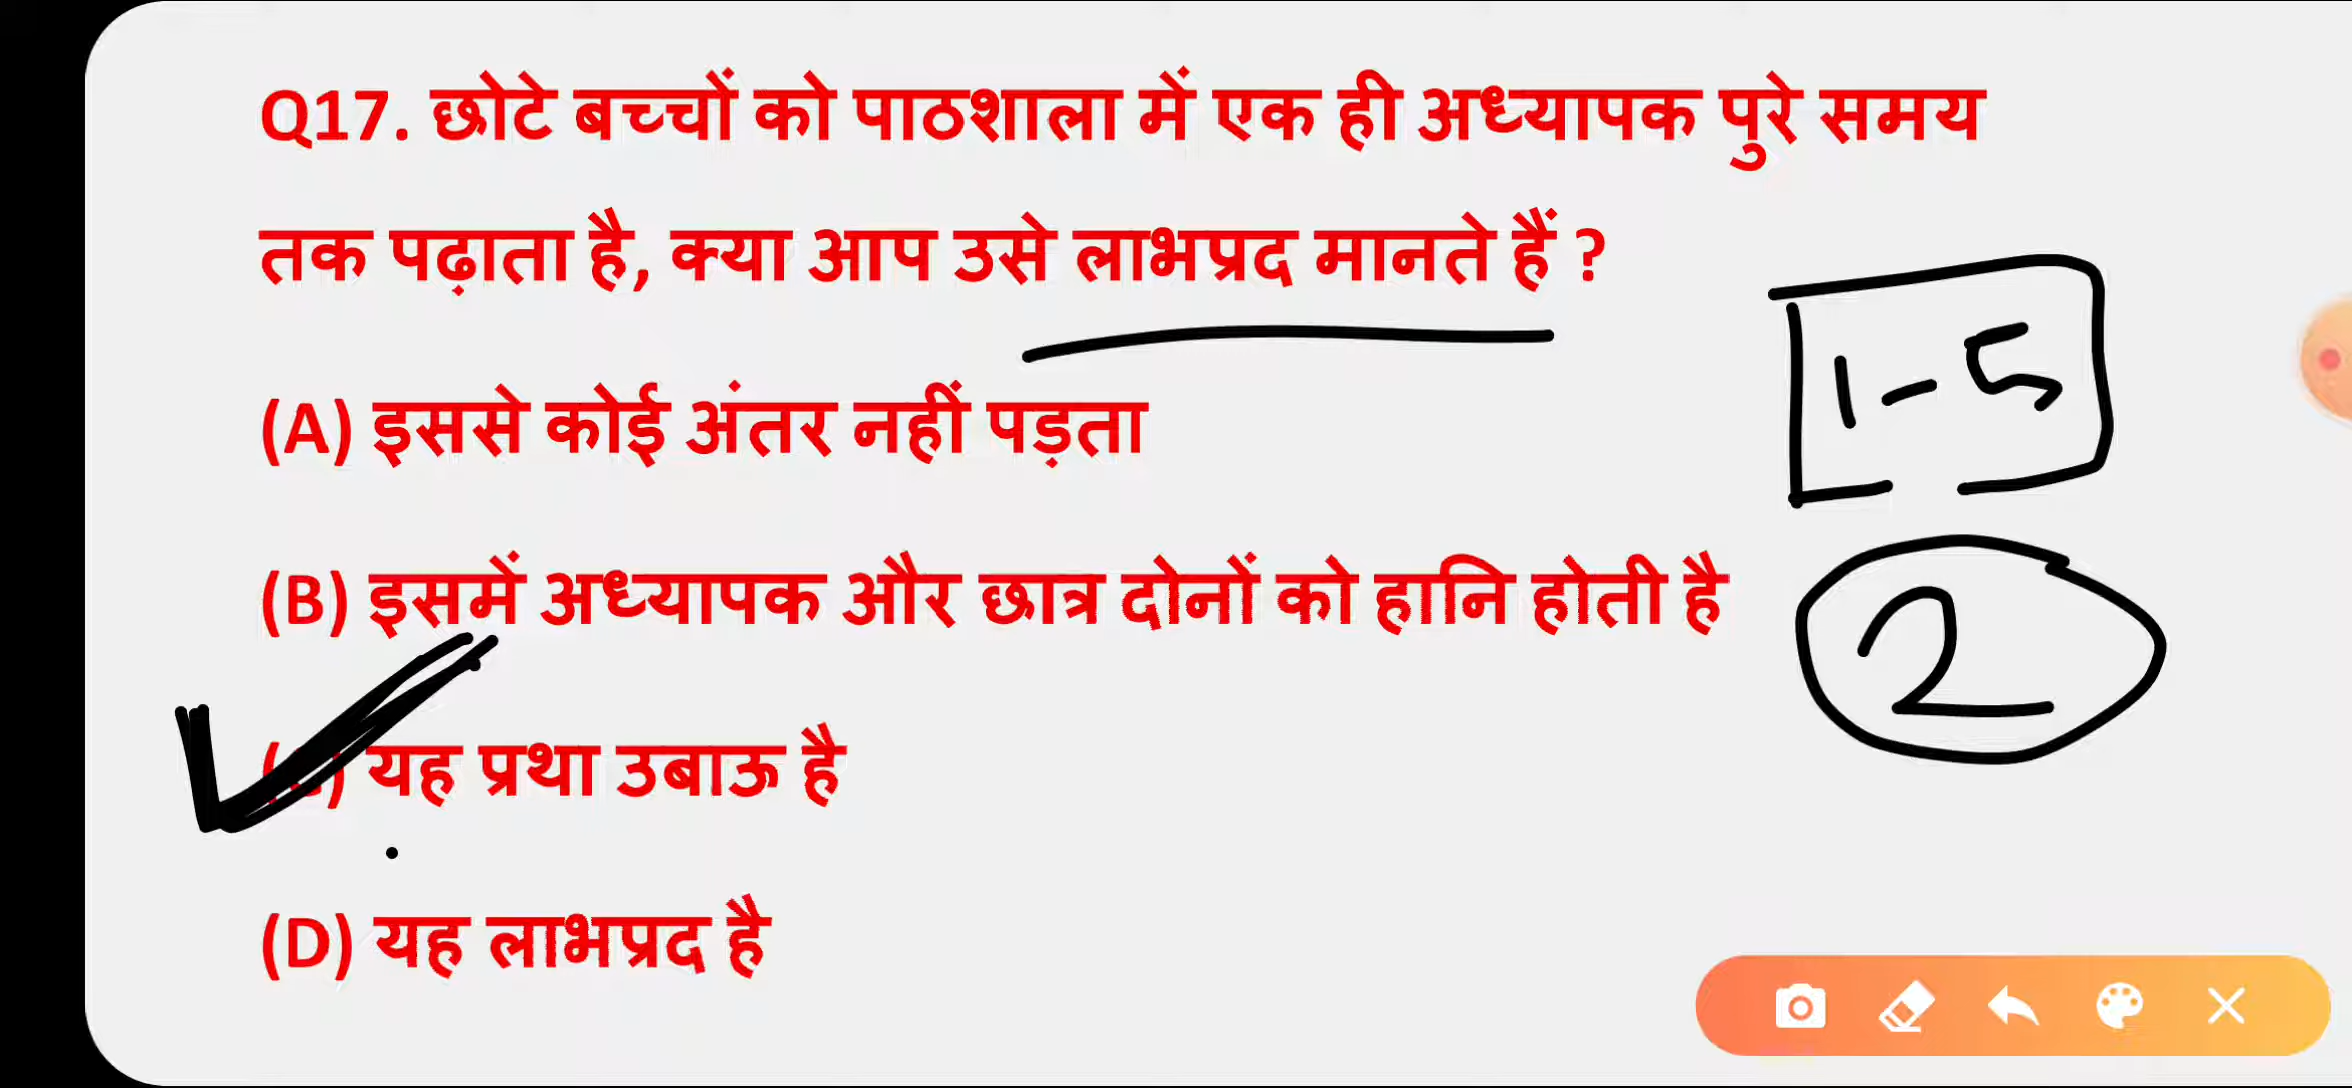 Q17. छोटे बच्चों को पाठशाला में एक ही अध्यापक पुरे समय
तक पढ़ाता है, क्या आप उसे लाभप्रद मानते हैं ?
1-5
(A) इससे कोई अंतर नहीं पड़ता
(B) इसमें अध्यापक और छात्र दोनों को हानि होती है
2
यह प्रथा उबाऊ है
(D) यह लाभप्रद है